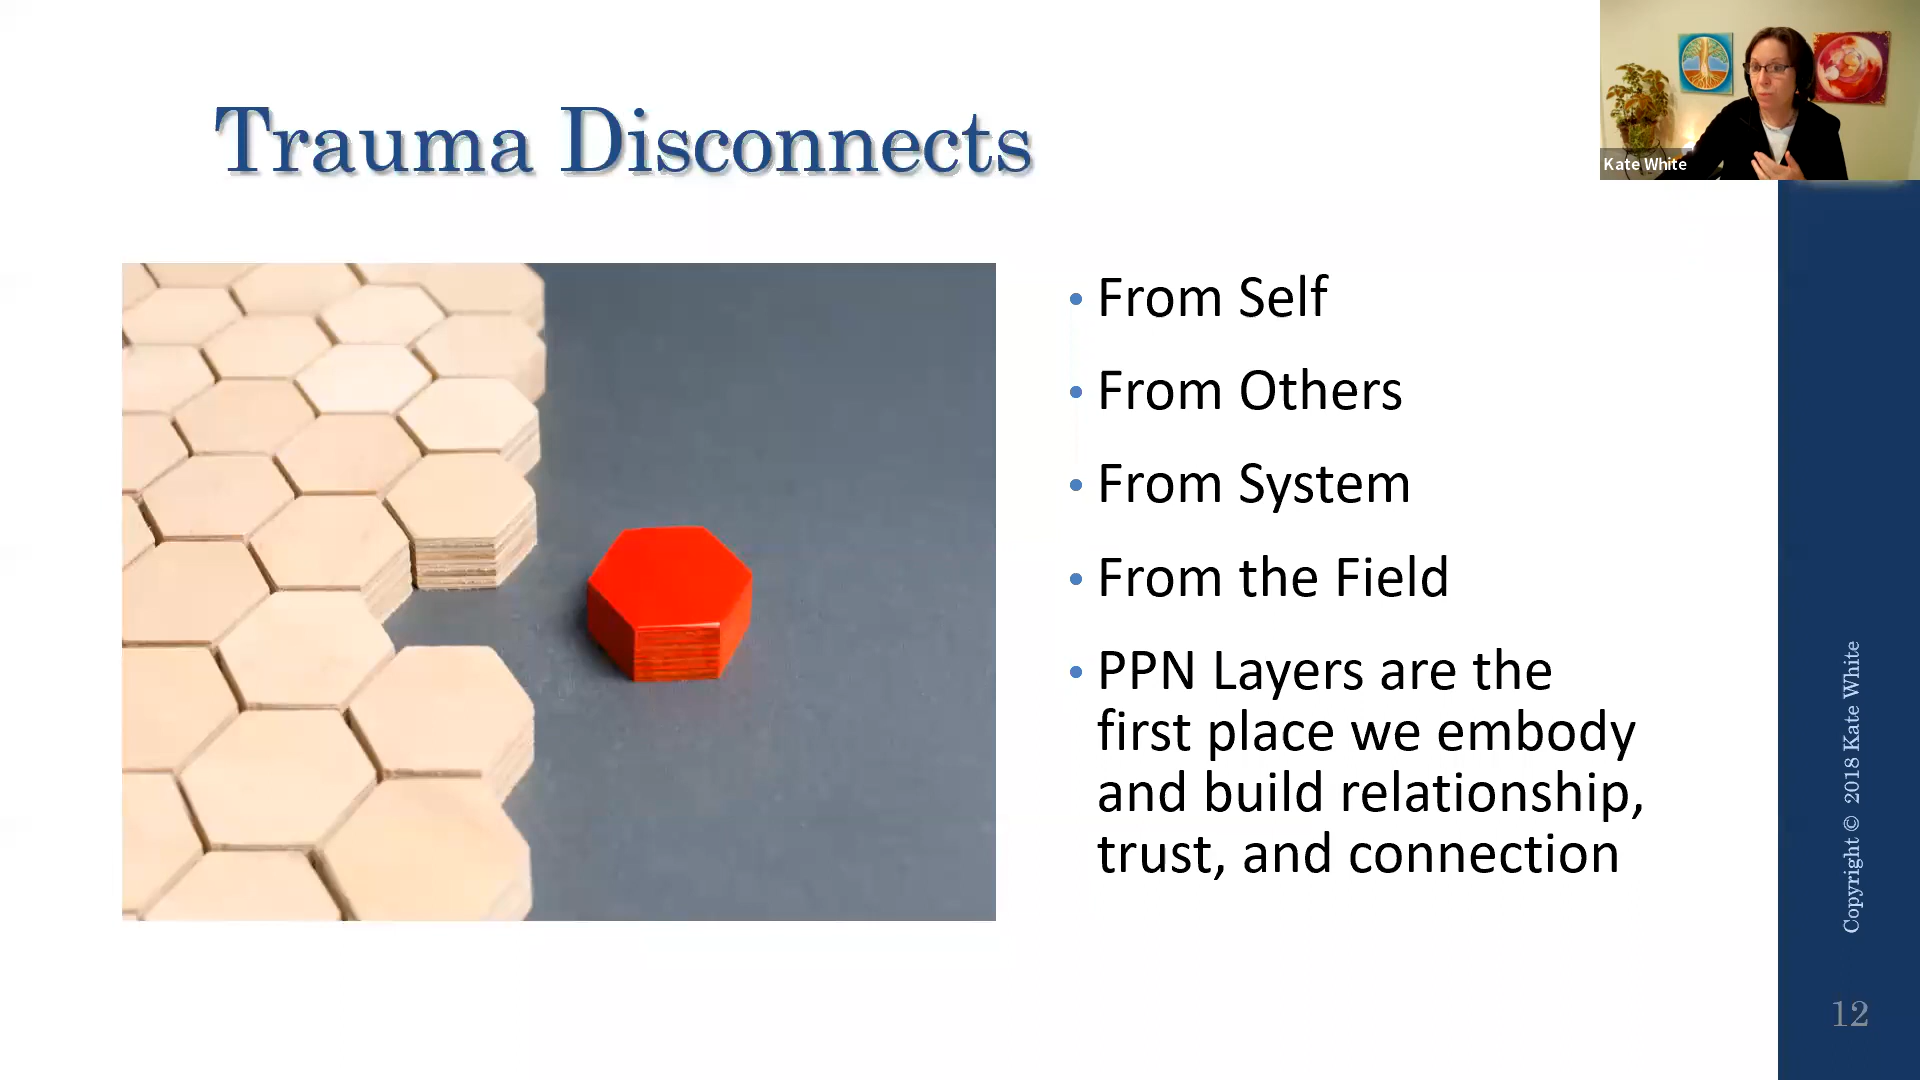 Trauma Disconnects
Kate White
• From Self
• From Others
• From System
• From the Field
• PPN Layers are the
first place we embody
and build relationship,
trust, and connection
Copyright © 2018 Kate White
12